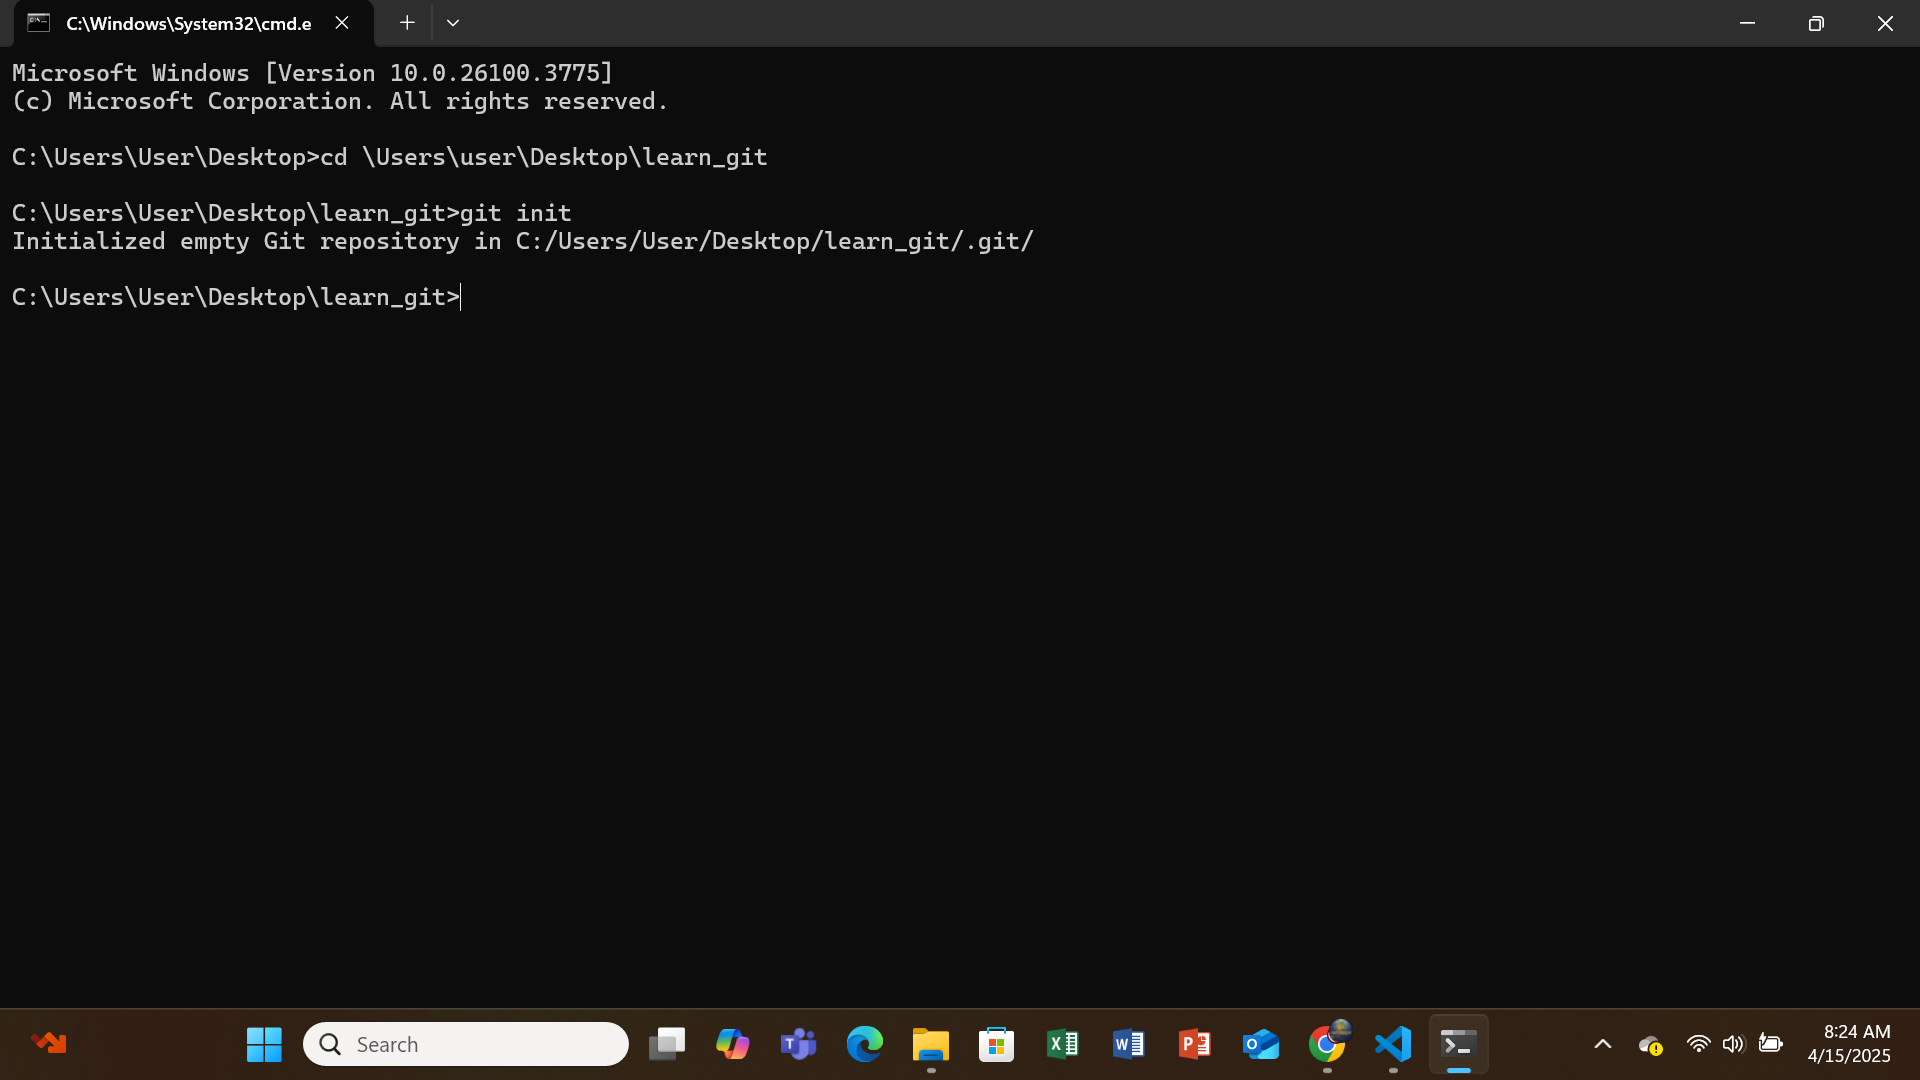 C:\Windows\System32\cmd.e
Microsoft Windows [Version 10.0.26100.3775]
(c) Microsoft Corporation. All rights reserved.
C:\Users\User\Desktop>cd \Users\user\Desktop\learn_git
C:\Users\User\Desktop\learn_git>git init
Initialized empty Git repository in C:/Users/User/Desktop/learn_git/.git/
C:\Users\User\Desktop\learn_git>
Search
8:24 AM
4/15/2025